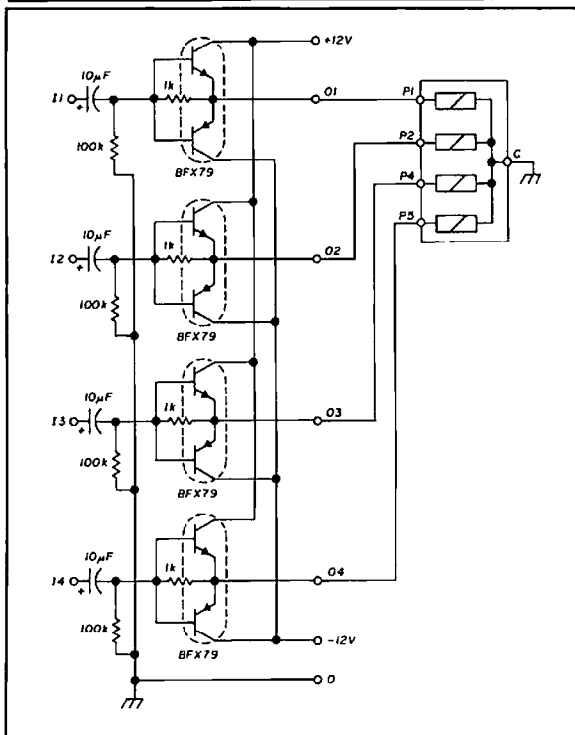 +12V
10µF
1k
I1
+
O1
P1
100k
BFX79
P2
C
P4
P5
10µF
1k
I2
+
O2
100k
BFX79
10µF
1k
I3
+
O3
100k
BFX79
10µF
1k
I4
+
O4
100k
BFX79
-12V
0